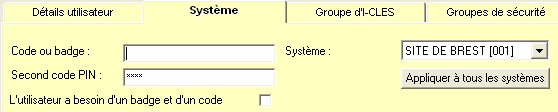 Détails utilisateur Système Groupe d'I-CLES Groupes de sécurité
Code ou badge : Système : SITE DE BREST [001]
Second code PIN : **** Appliquer à tous les systèmes
L'utilisateur a besoin d'un badge et d'un code